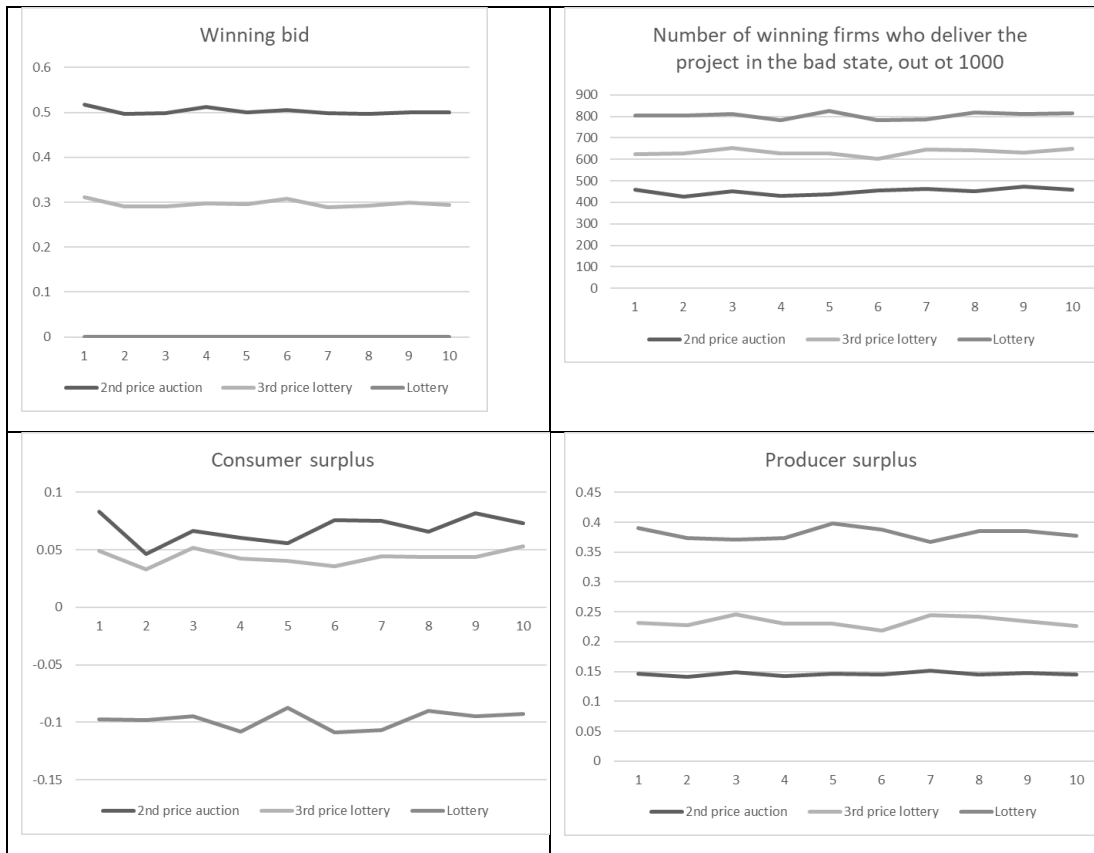 Winning bid
0.6
0.5
0.4
0.3
0.2
0.1
0
1 2 3 4 5 6 7 8 9 10
2nd price auction 3rd price lottery Lottery
Number of winning firms who deliver the
project in the bad state, out ot 1000
900
800
700
600
500
400
300
200
100
0
1 2 3 4 5 6 7 8 9 10
2nd price auction 3rd price lottery Lottery
Consumer surplus
0.1
0.05
0
1 2 3 4 5 6 7 8 9 10
-0.05
-0.1
-0.15
2nd price auction 3rd price lottery Lottery
Producer surplus
0.45
0.4
0.35
0.3
0.25
0.2
0.15
0.1
0.05
0
1 2 3 4 5 6 7 8 9 10
2nd price auction 3rd price lottery Lottery